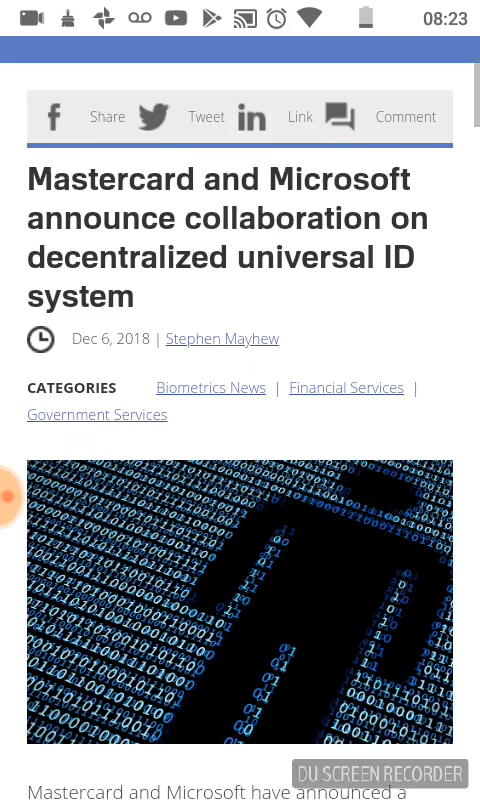 08:23
Share Tweet Link Comment
Mastercard and Microsoft
announce collaboration on
decentralized universal ID
system
Dec 6, 2018 | Stephen Mayhew
CATEGORIES Biometrics News | Financial Services |
Government Services
DU SCREEN RECORDER
Mastercard and Microsoft have announced a